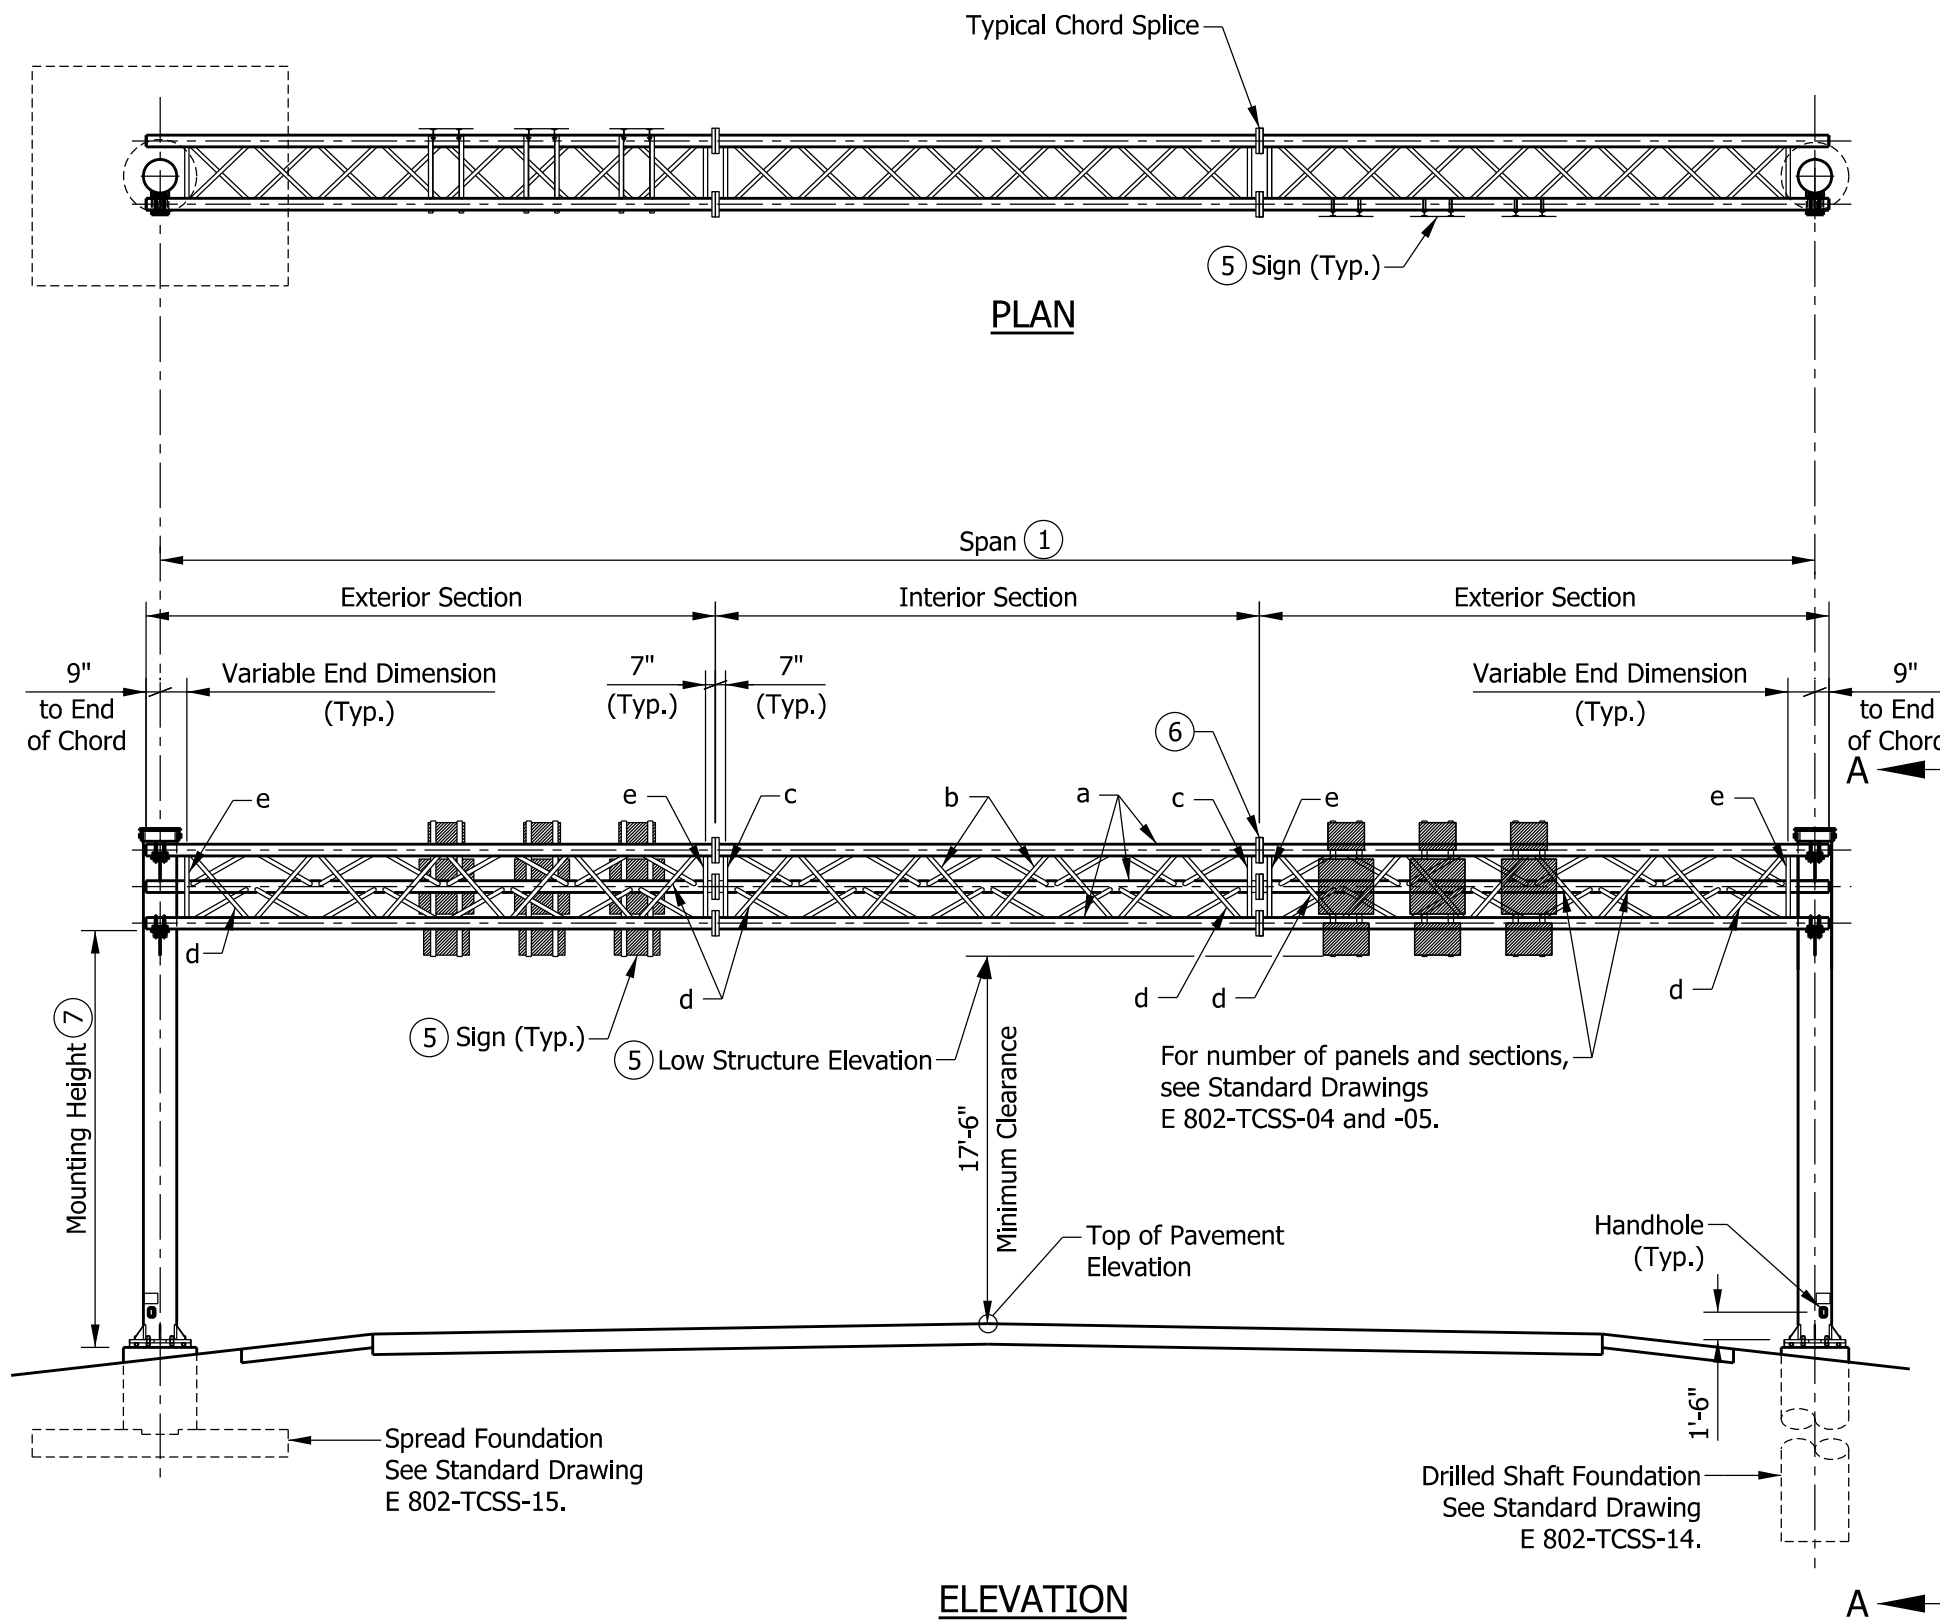 Typical Chord Splice
5 Sign (Typ.)
PLAN
Span 1
Exterior Section
Interior Section
Exterior Section
9"
to End
of Chord
Variable End Dimension
(Typ.)
7"
(Typ.)
7"
(Typ.)
Variable End Dimension
(Typ.)
9"
to End
of Chord
A
6
e
e
c
b
a
c
e
e
d
d
d
d
d
5 Sign (Typ.)
5 Low Structure Elevation
Mounting Height 7
17'-6"
Minimum Clearance
For number of panels and sections,
see Standard Drawings
E 802-TCSS-04 and -05.
Top of Pavement
Elevation
Handhole
(Typ.)
1'-6"
Spread Foundation
See Standard Drawing
E 802-TCSS-15.
Drilled Shaft Foundation
See Standard Drawing
E 802-TCSS-14.
ELEVATION
A